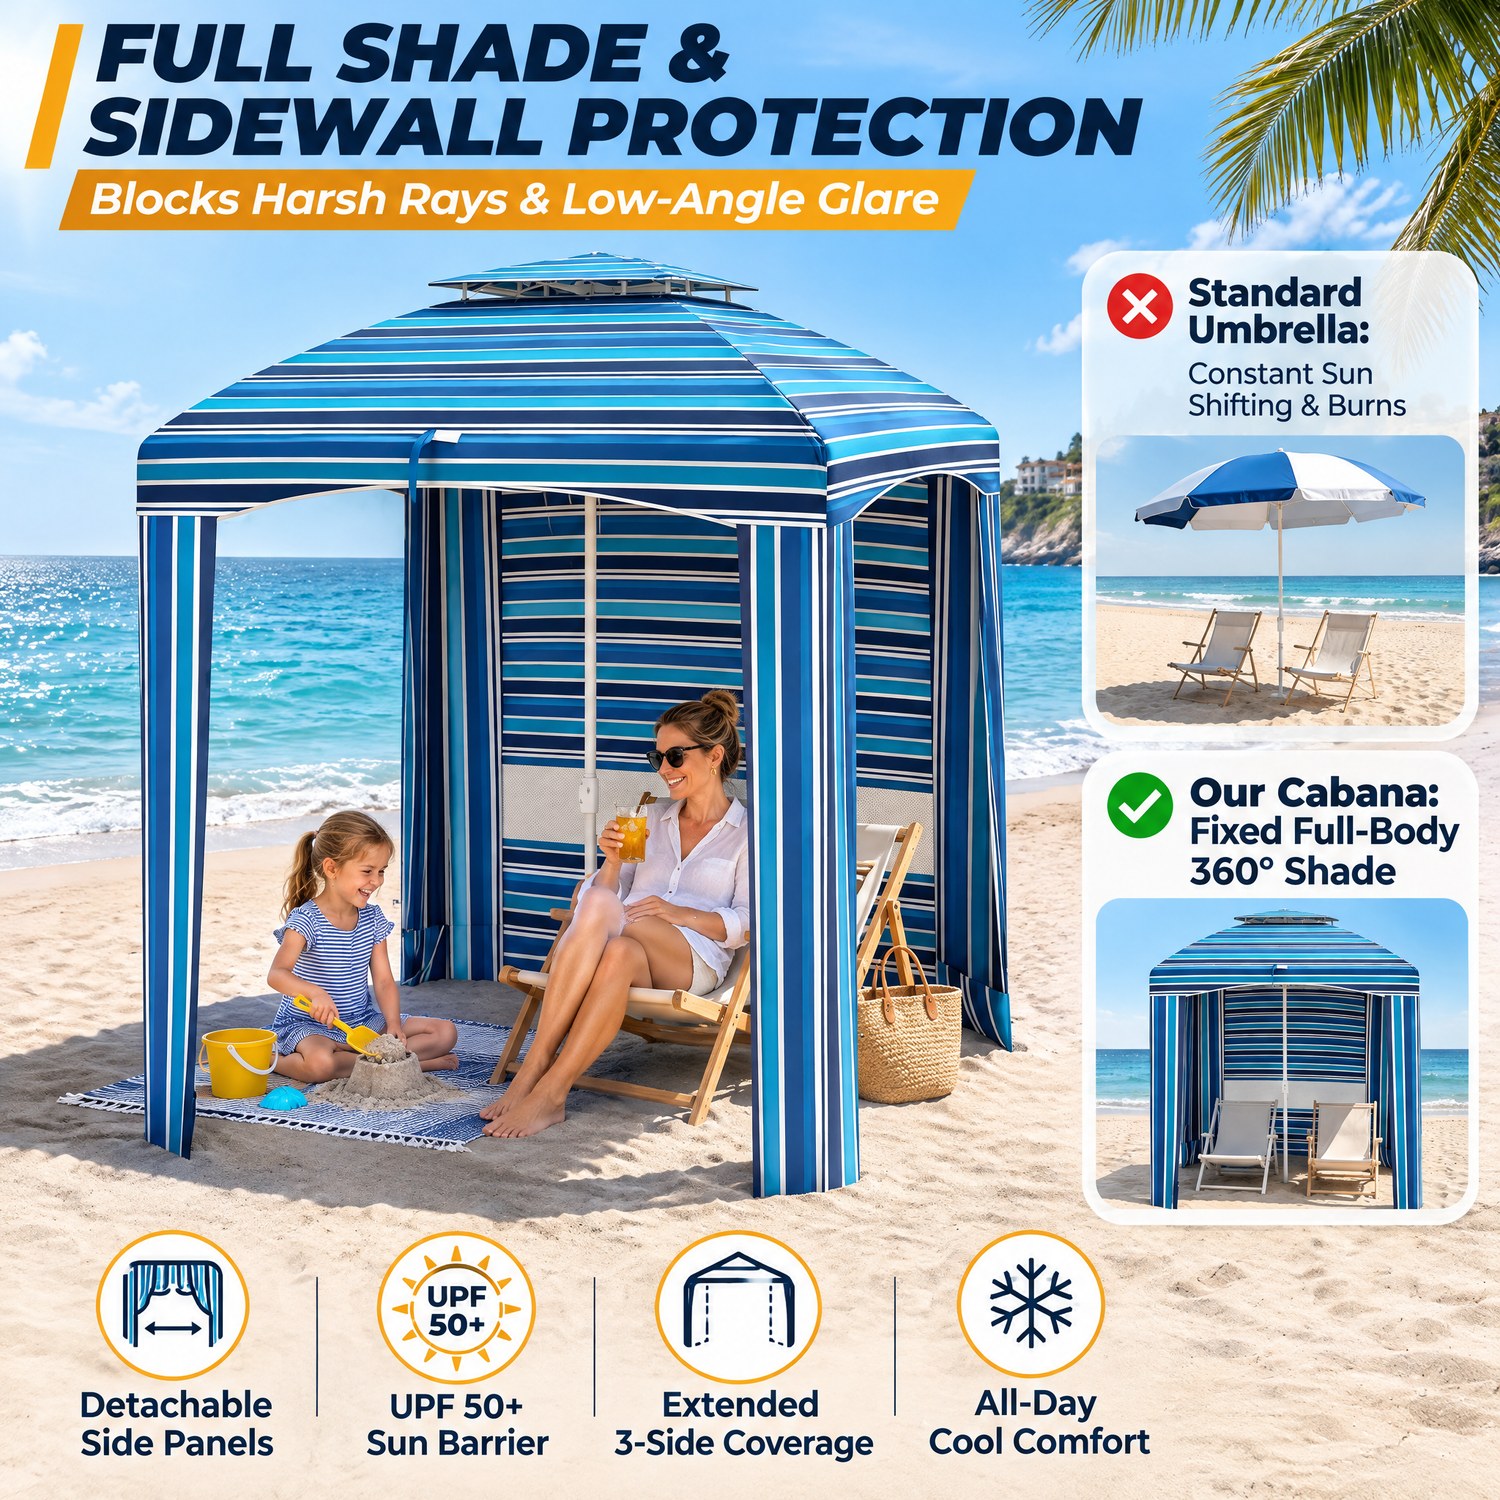 FULL SHADE &
SIDEWALL PROTECTION
Blocks Harsh Rays & Low-Angle Glare
Standard
Umbrella:
Constant Sun
Shifting & Burns
Our Cabana:
Fixed Full-Body
360° Shade
UPF
50+
Detachable
Side Panels
UPF 50+
Sun Barrier
Extended
3-Side Coverage
All-Day
Cool Comfort